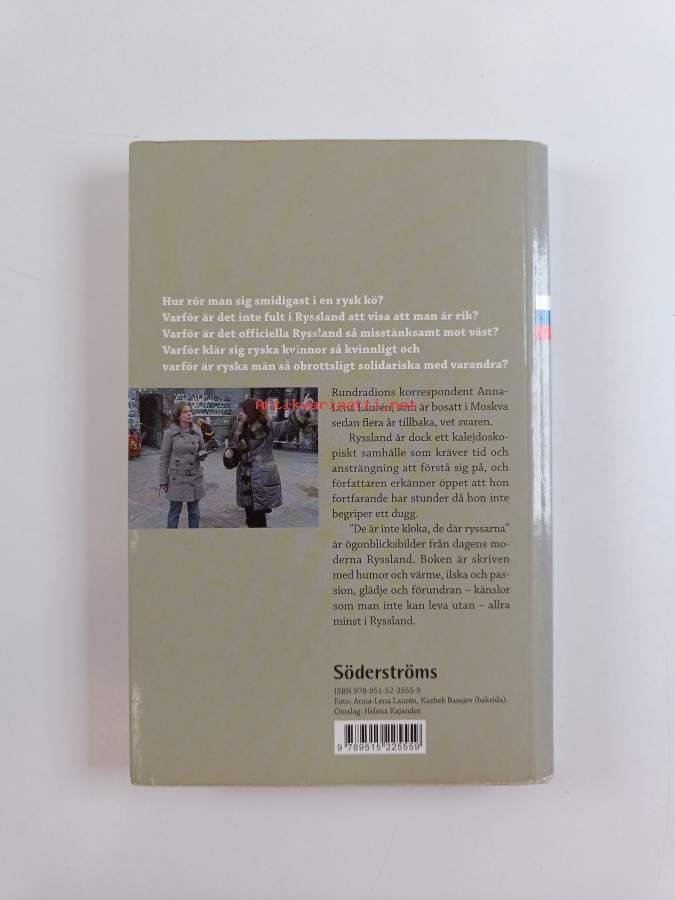 Hur rör man sig smidigast i en rysk kö?
Varför är det inte fult i Ryssland att visa att man är rik?
Varför är det officiella Ryssland så misstänksamt mot väst?
Varför klär sig ryska kvinnor så kvinnligt och
varför är ryska män så obrottsligt solidariska med varandra?
Rundradions korrespondent Anna-
Lena Laurén, som är bosatt i Moskva
sedan flera år tillbaka, vet svaren.
Ryssland är dock ett kalejdosko-
piskt samhälle som kräver tid och
ansträngning att förstå sig på, och
författaren erkänner öppet att hon
fortfarande har stunder då hon inte
begriper ett dugg.
"De är inte kloka, de där ryssarna"
är ögonblicksbilder från dagens mo-
derna Ryssland. Boken är skriven
med humor och värme, ilska och pas-
sion, glädje och förundran – känslor
som man inte kan leva utan – allra
minst i Ryssland.
Antikvariaatti.net
Söderströms
ISBN 978-951-52-2555-9
Foto: Anna-Lena Laurén, Kazbek Basajev (baksida).
Omslag: Helena Kajander
9 789515 225559